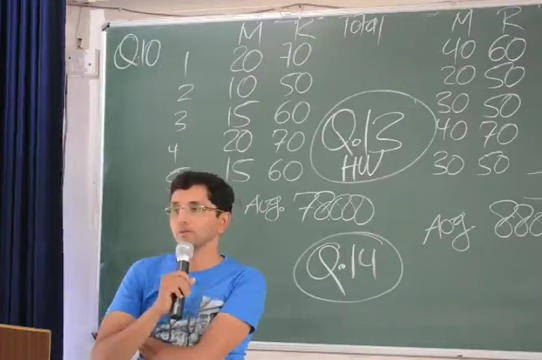 Q10 M R Total M R
1 20 70 40 60
2 10 50 20 50
3 15 60 30 50
4 20 70 40 70
5 15 60 30 50
Q.13
HW
Avg. 78000 Avg
Q.14